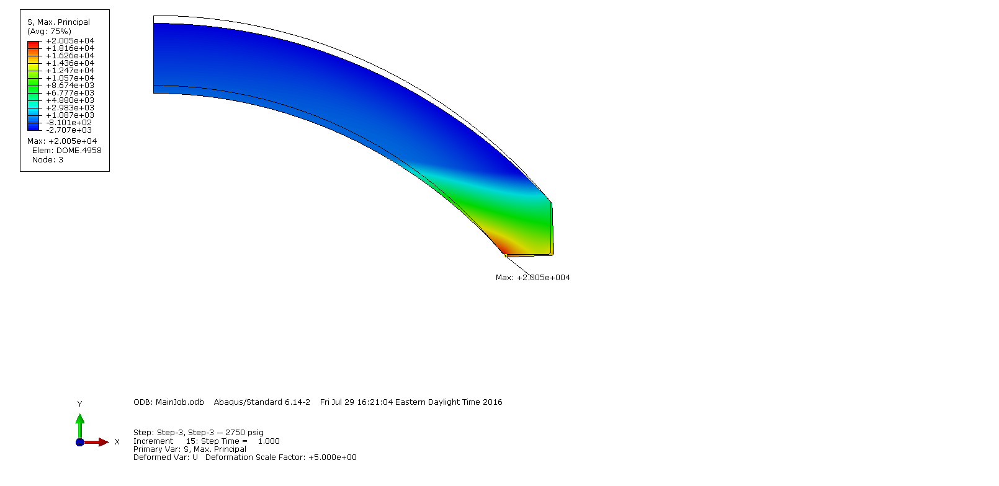 S, Max. Principal
(Avg: 75%)
+2.005e+04
+1.816e+04
+1.626e+04
+1.436e+04
+1.247e+04
+1.057e+04
+8.674e+03
+6.777e+03
+4.880e+03
+2.983e+03
+1.087e+03
-8.101e+02
-2.707e+03
Max: +2.005e+04
Elem: DOME.4958
Node: 3
Max: +2.005e+004
Y
X
ODB: MainJob.odb    Abaqus/Standard 6.14-2    Fri Jul 29 16:21:04 Eastern Daylight Time 2016
Step: Step-3, Step-3 -- 2750 psig
Increment     15: Step Time =    1.000
Primary Var: S, Max. Principal
Deformed Var: U   Deformation Scale Factor: +5.000e+00